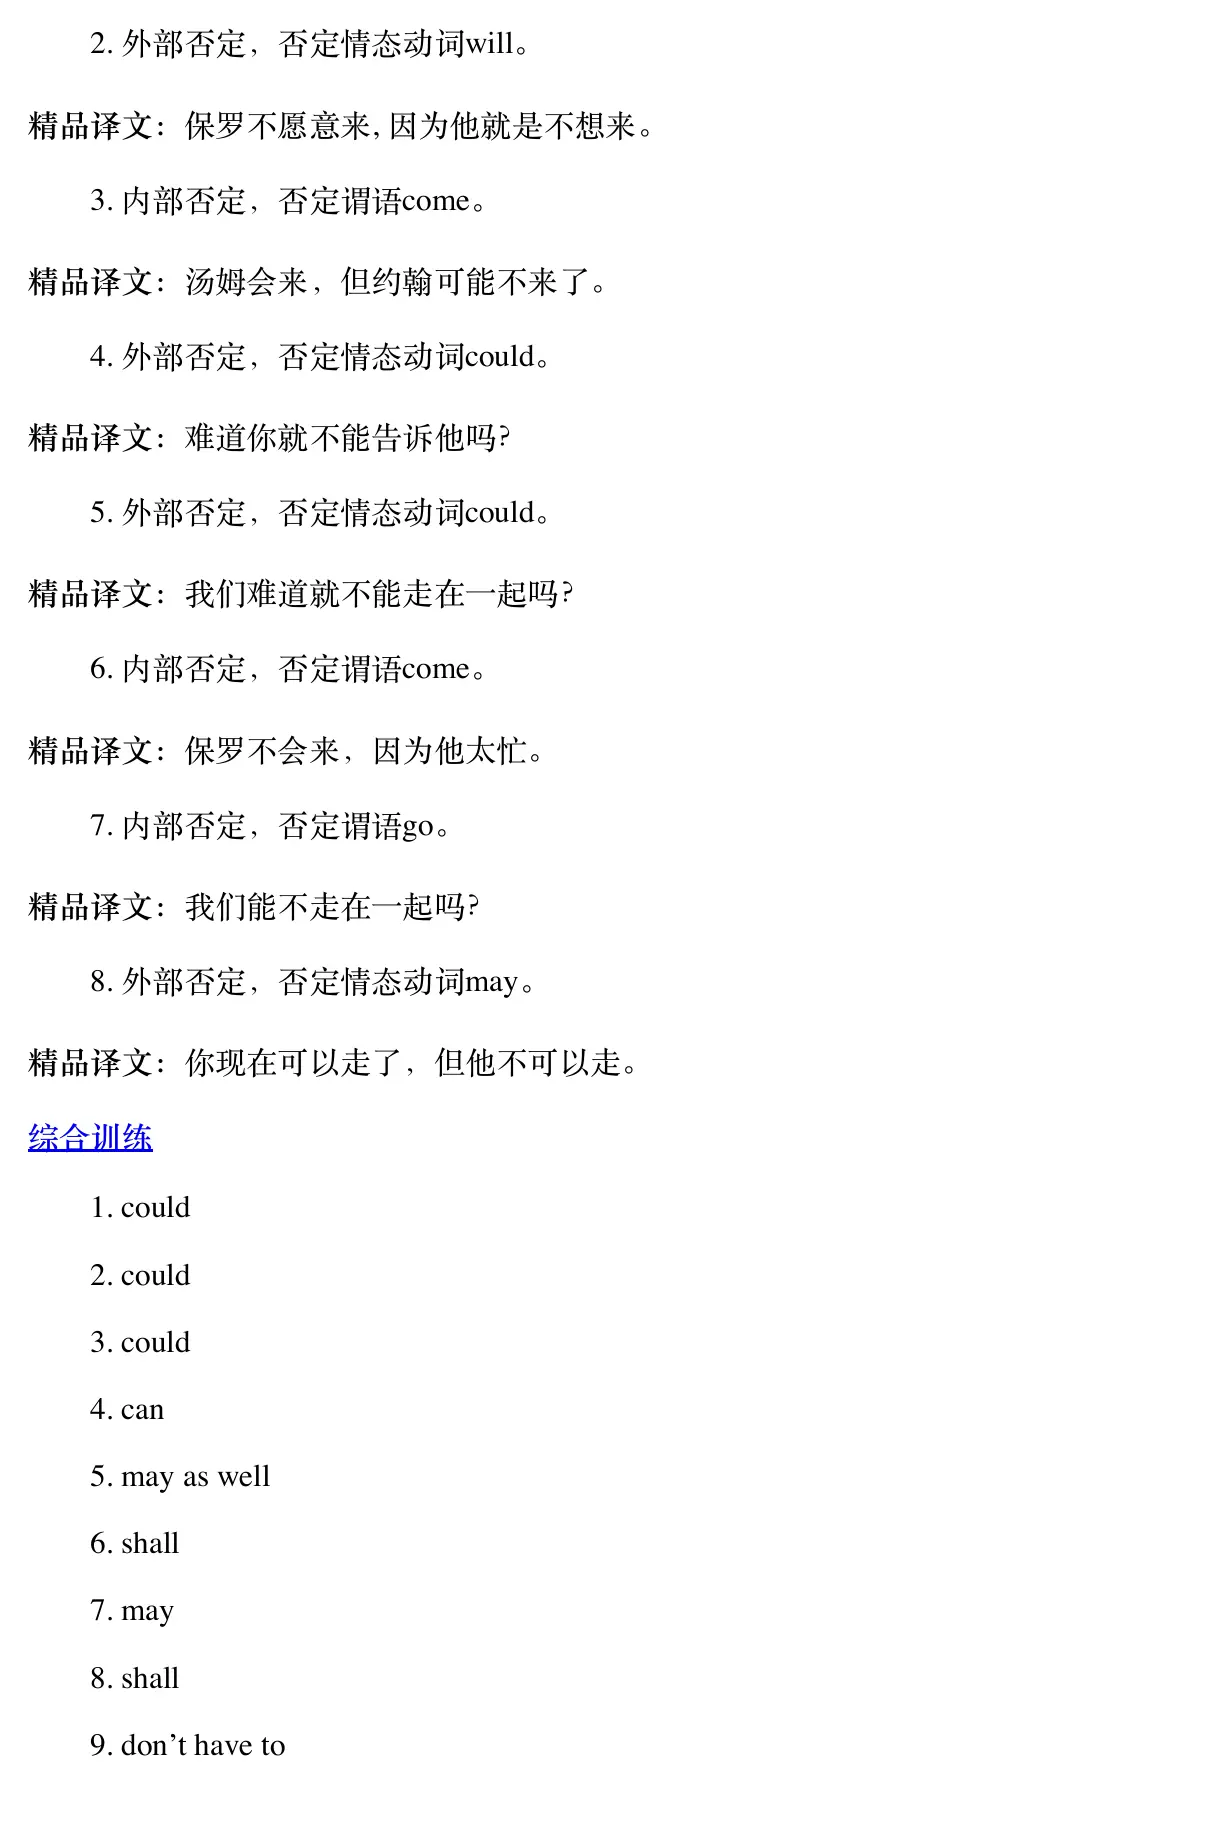 2. 外部否定，否定情态动词will。
精品译文：保罗不愿意来, 因为他就是不想来。
3. 内部否定，否定谓语come。
精品译文：汤姆会来，但约翰可能不来了。
4. 外部否定，否定情态动词could。
精品译文：难道你就不能告诉他吗？
5. 外部否定，否定情态动词could。
精品译文：我们难道就不能走在一起吗？
6. 内部否定，否定谓语come。
精品译文：保罗不会来，因为他太忙。
7. 内部否定，否定谓语go。
精品译文：我们能不走在一起吗？
8. 外部否定，否定情态动词may。
精品译文：你现在可以走了，但他不可以走。
综合训练
1. could
2. could
3. could
4. can
5. may as well
6. shall
7. may
8. shall
9. don’t have to